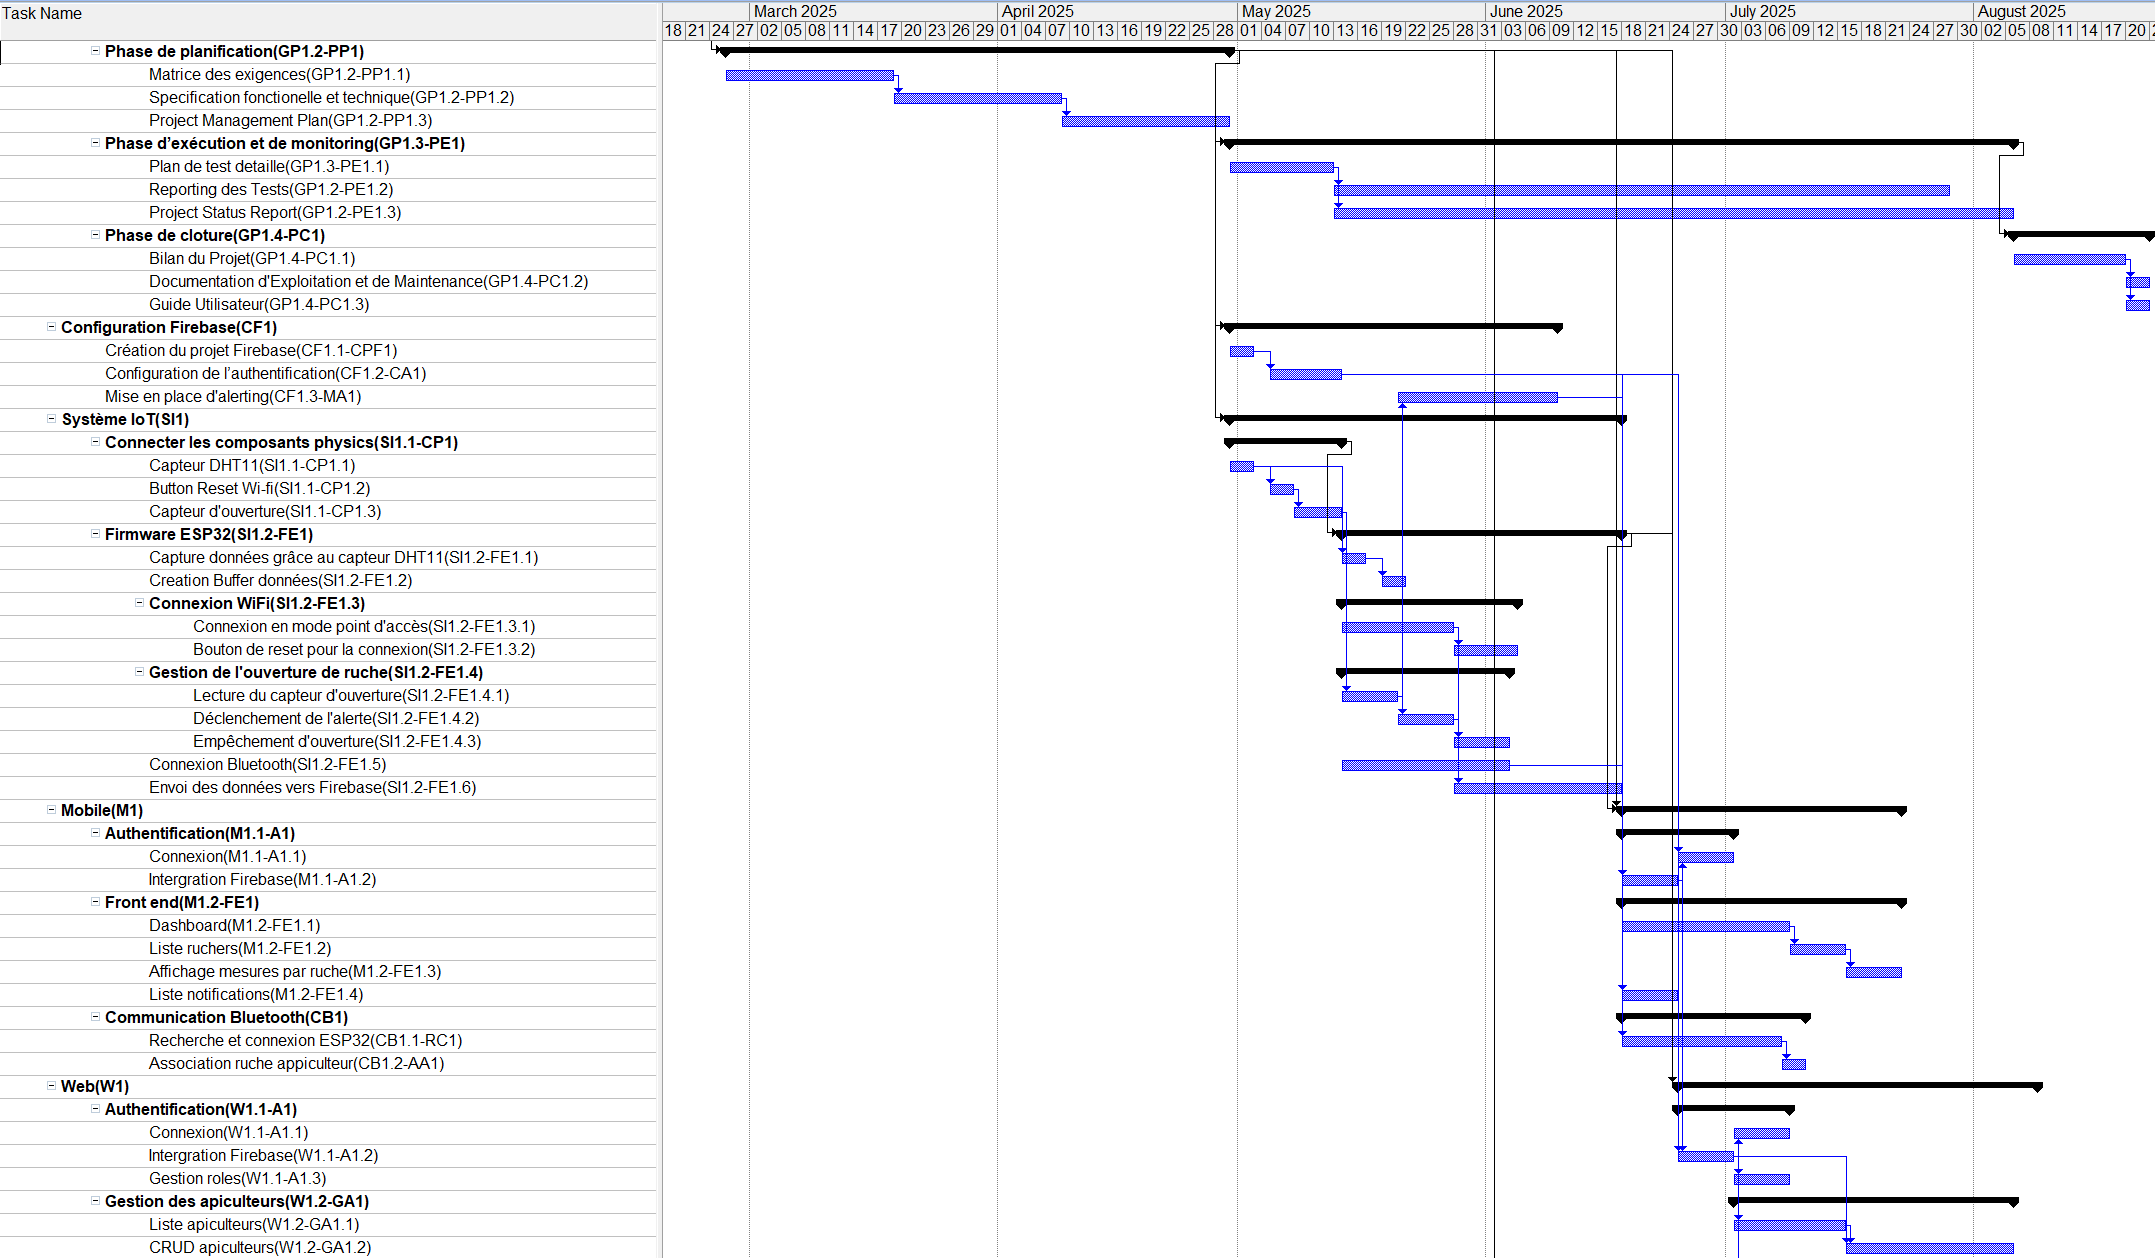 Task Name
March 2025 April 2025 May 2025 June 2025 July 2025 August 2025
18 21 24 27 02 05 08 11 14 17 20 23 26 29 01 04 07 10 13 16 19 22 25 28 01 04 07 10 13 16 19 22 25 28 31 03 06 09 12 15 18 21 24 27 30 03 06 09 12 15 18 21 24 27 30 02 05 08 11 14 17 20
Phase de planification(GP1.2-PP1)
Matrice des exigences(GP1.2-PP1.1)
Specification fonctionelle et technique(GP1.2-PP1.2)
Project Management Plan(GP1.2-PP1.3)
Phase d’exécution et de monitoring(GP1.3-PE1)
Plan de test detaille(GP1.3-PE1.1)
Reporting des Tests(GP1.2-PE1.2)
Project Status Report(GP1.2-PE1.3)
Phase de cloture(GP1.4-PC1)
Bilan du Projet(GP1.4-PC1.1)
Documentation d'Exploitation et de Maintenance(GP1.4-PC1.2)
Guide Utilisateur(GP1.4-PC1.3)
Configuration Firebase(CF1)
Création du projet Firebase(CF1.1-CPF1)
Configuration de l’authentification(CF1.2-CA1)
Mise en place d'alerting(CF1.3-MA1)
Système IoT(SI1)
Connecter les composants physics(SI1.1-CP1)
Capteur DHT11(SI1.1-CP1.1)
Button Reset Wi-fi(SI1.1-CP1.2)
Capteur d'ouverture(SI1.1-CP1.3)
Firmware ESP32(SI1.2-FE1)
Capture données grâce au capteur DHT11(SI1.2-FE1.1)
Creation Buffer données(SI1.2-FE1.2)
Connexion WiFi(SI1.2-FE1.3)
Connexion en mode point d'accès(SI1.2-FE1.3.1)
Bouton de reset pour la connexion(SI1.2-FE1.3.2)
Gestion de l'ouverture de ruche(SI1.2-FE1.4)
Lecture du capteur d'ouverture(SI1.2-FE1.4.1)
Déclenchement de l'alerte(SI1.2-FE1.4.2)
Empêchement d'ouverture(SI1.2-FE1.4.3)
Connexion Bluetooth(SI1.2-FE1.5)
Envoi des données vers Firebase(SI1.2-FE1.6)
Mobile(M1)
Authentification(M1.1-A1)
Connexion(M1.1-A1.1)
Intergration Firebase(M1.1-A1.2)
Front end(M1.2-FE1)
Dashboard(M1.2-FE1.1)
Liste ruchers(M1.2-FE1.2)
Affichage mesures par ruche(M1.2-FE1.3)
Liste notifications(M1.2-FE1.4)
Communication Bluetooth(CB1)
Recherche et connexion ESP32(CB1.1-RC1)
Association ruche appiculteur(CB1.2-AA1)
Web(W1)
Authentification(W1.1-A1)
Connexion(W1.1-A1.1)
Intergration Firebase(W1.1-A1.2)
Gestion roles(W1.1-A1.3)
Gestion des apiculteurs(W1.2-GA1)
Liste apiculteurs(W1.2-GA1.1)
CRUD apiculteurs(W1.2-GA1.2)